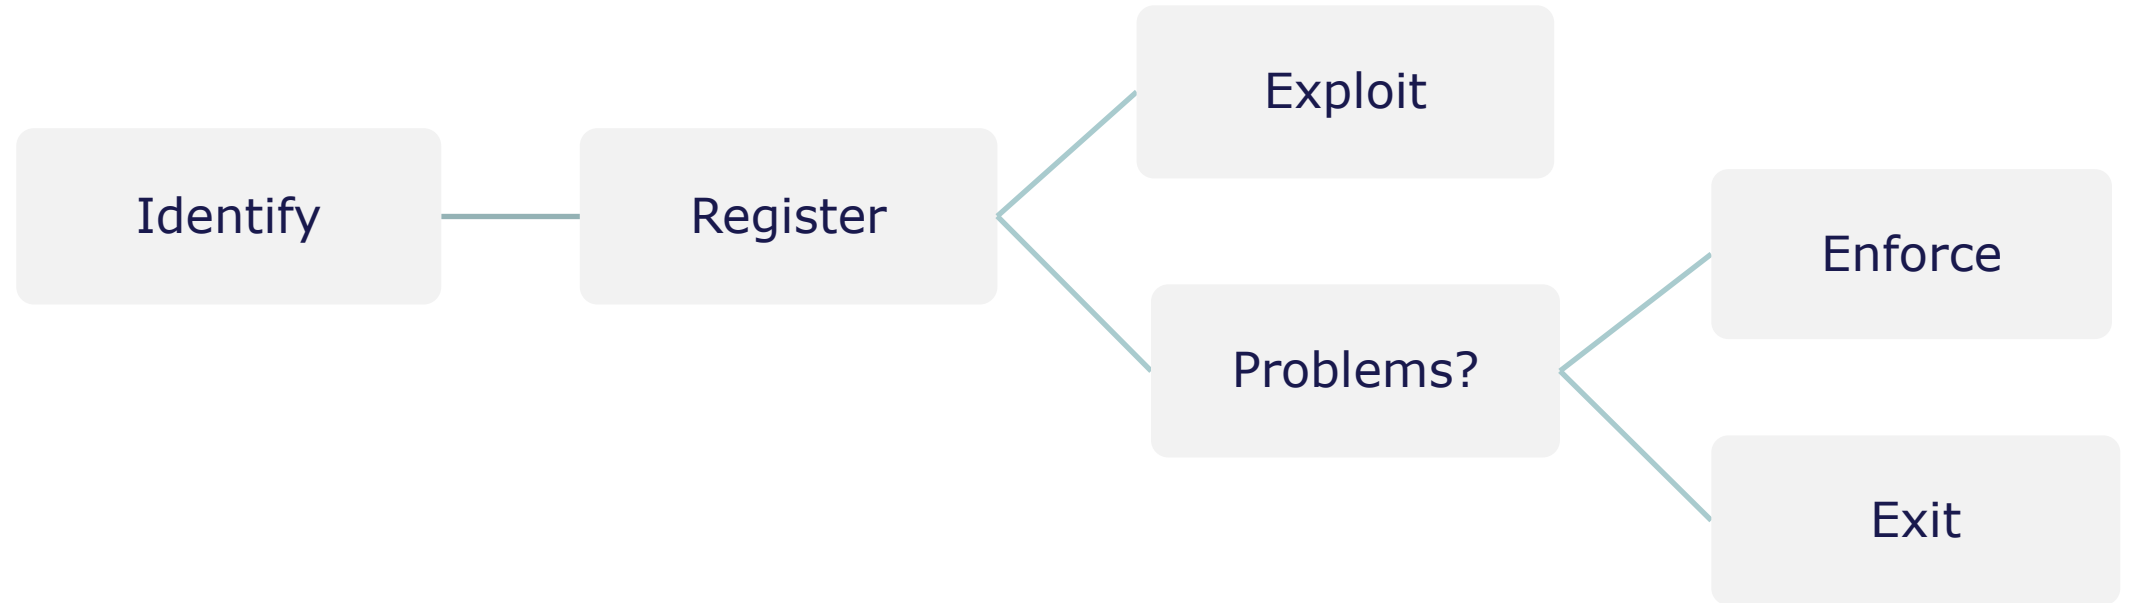 Identify
Register
Exploit
Problems?
Enforce
Exit